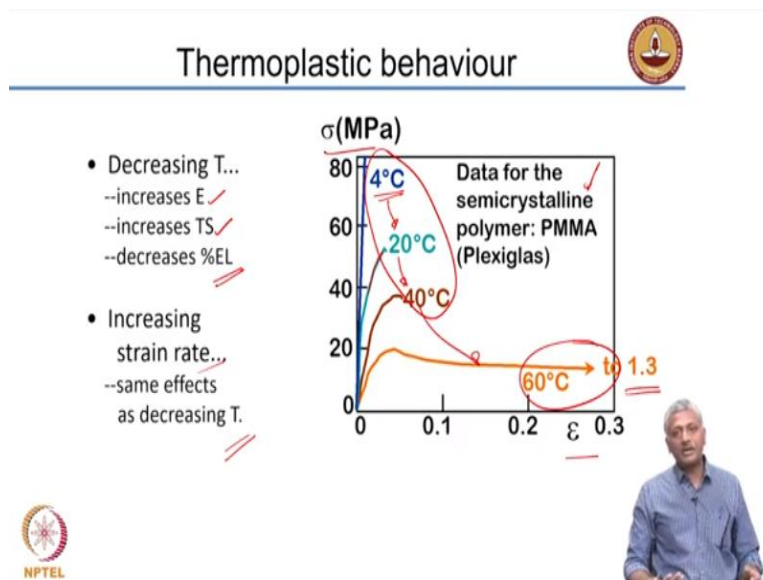 Thermoplastic behaviour
• Decreasing T...
--increases E
--increases TS
--decreases %EL
• Increasing
strain rate...
--same effects
as decreasing T.
σ(MPa)
80
60
40
20
0
4°C
20°C
40°C
60°C
Data for the
semicrystalline
polymer: PMMA
(Plexiglas)
to 1.3
0
0.1
0.2
ε
0.3
NPTEL